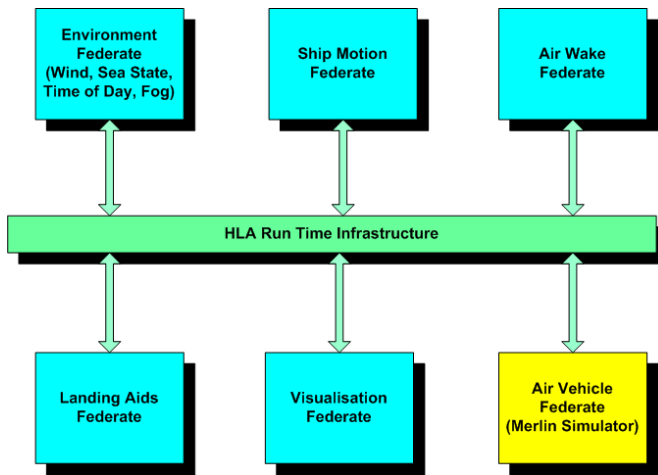 Environment
Federate
(Wind, Sea State,
Time of Day, Fog)
Ship Motion
Federate
Air Wake
Federate
HLA Run Time Infrastructure
Landing Aids
Federate
Visualisation
Federate
Air Vehicle
Federate
(Merlin Simulator)